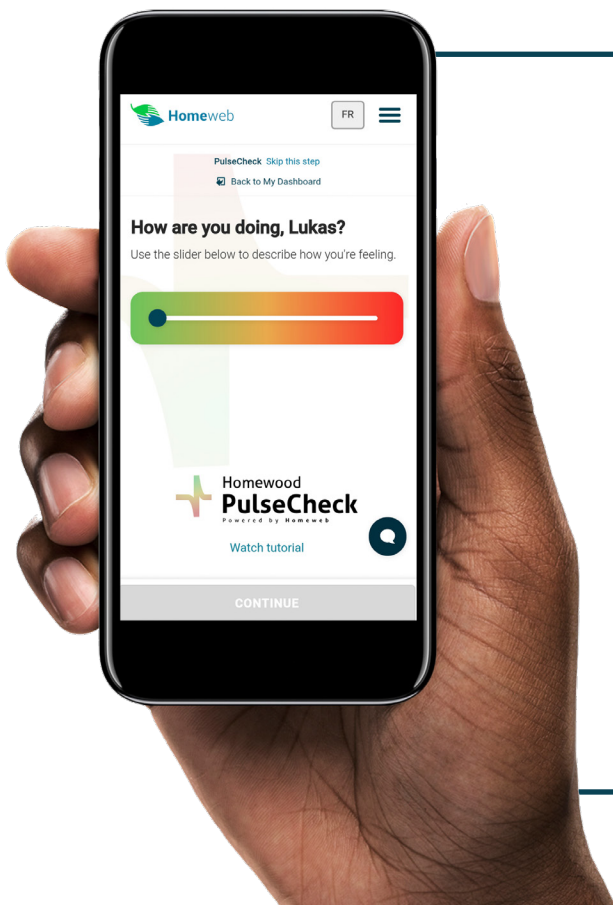 Homeweb
FR
PulseCheck Skip this step
Back to My Dashboard
How are you doing, Lukas?
Use the slider below to describe how you're feeling.
Homewood
PulseCheck
Powered by Homeweb
Watch tutorial
CONTINUE